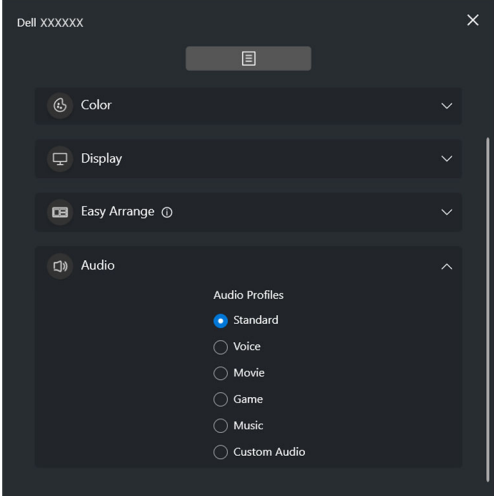 Dell XXXXXX
Color
Display
Easy Arrange
Audio
Audio Profiles
Standard
Voice
Movie
Game
Music
Custom Audio